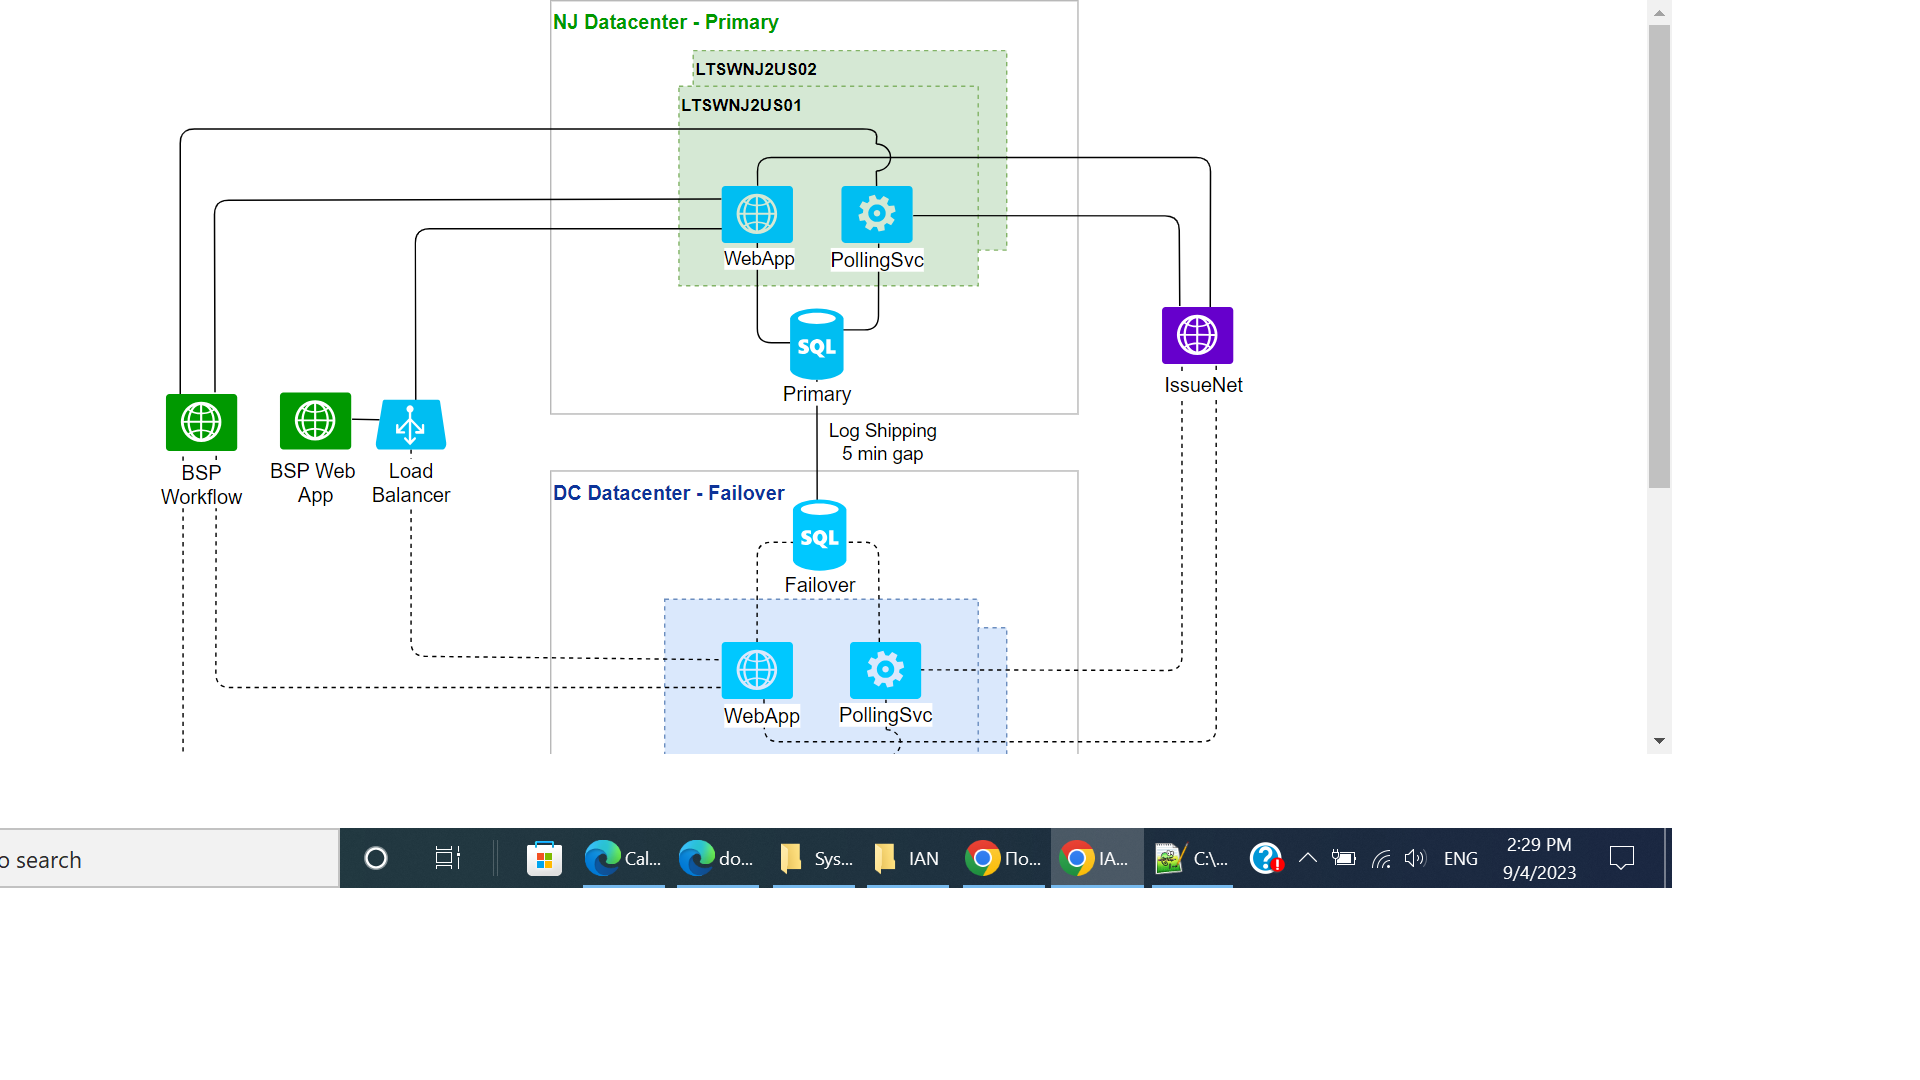 NJ Datacenter - Primary
LTSWNJ2US02
LTSWNJ2US01
WebApp
PollingSvc
SQL
Primary
IssueNet
BSP
Workflow
BSP Web
App
Load
Balancer
Log Shipping
5 min gap
DC Datacenter - Failover
SQL
Failover
WebApp
PollingSvc
o search
Cal...
do...
Sys...
IAN
По...
IA...
C:\...
ENG
2:29 PM
9/4/2023